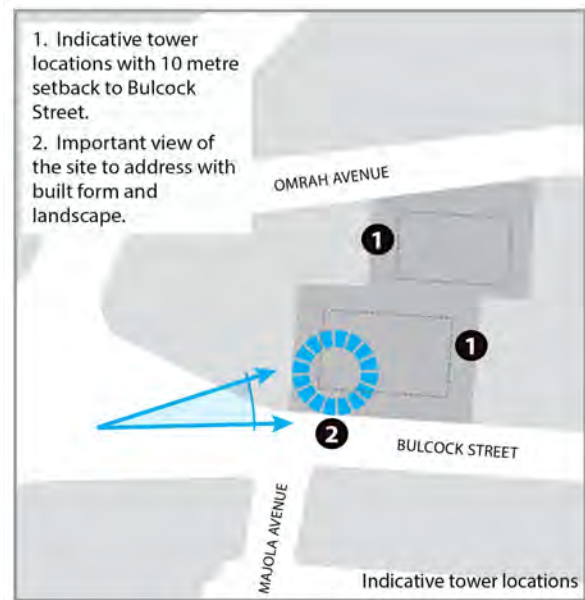 1. Indicative tower
locations with 10 metre
setback to Bulcock
Street.
2. Important view of
the site to address with
built form and
landscape.
OMRAH AVENUE
1
1
2
BULCOCK STREET
MAJOLA AVENUE
Indicative tower locations